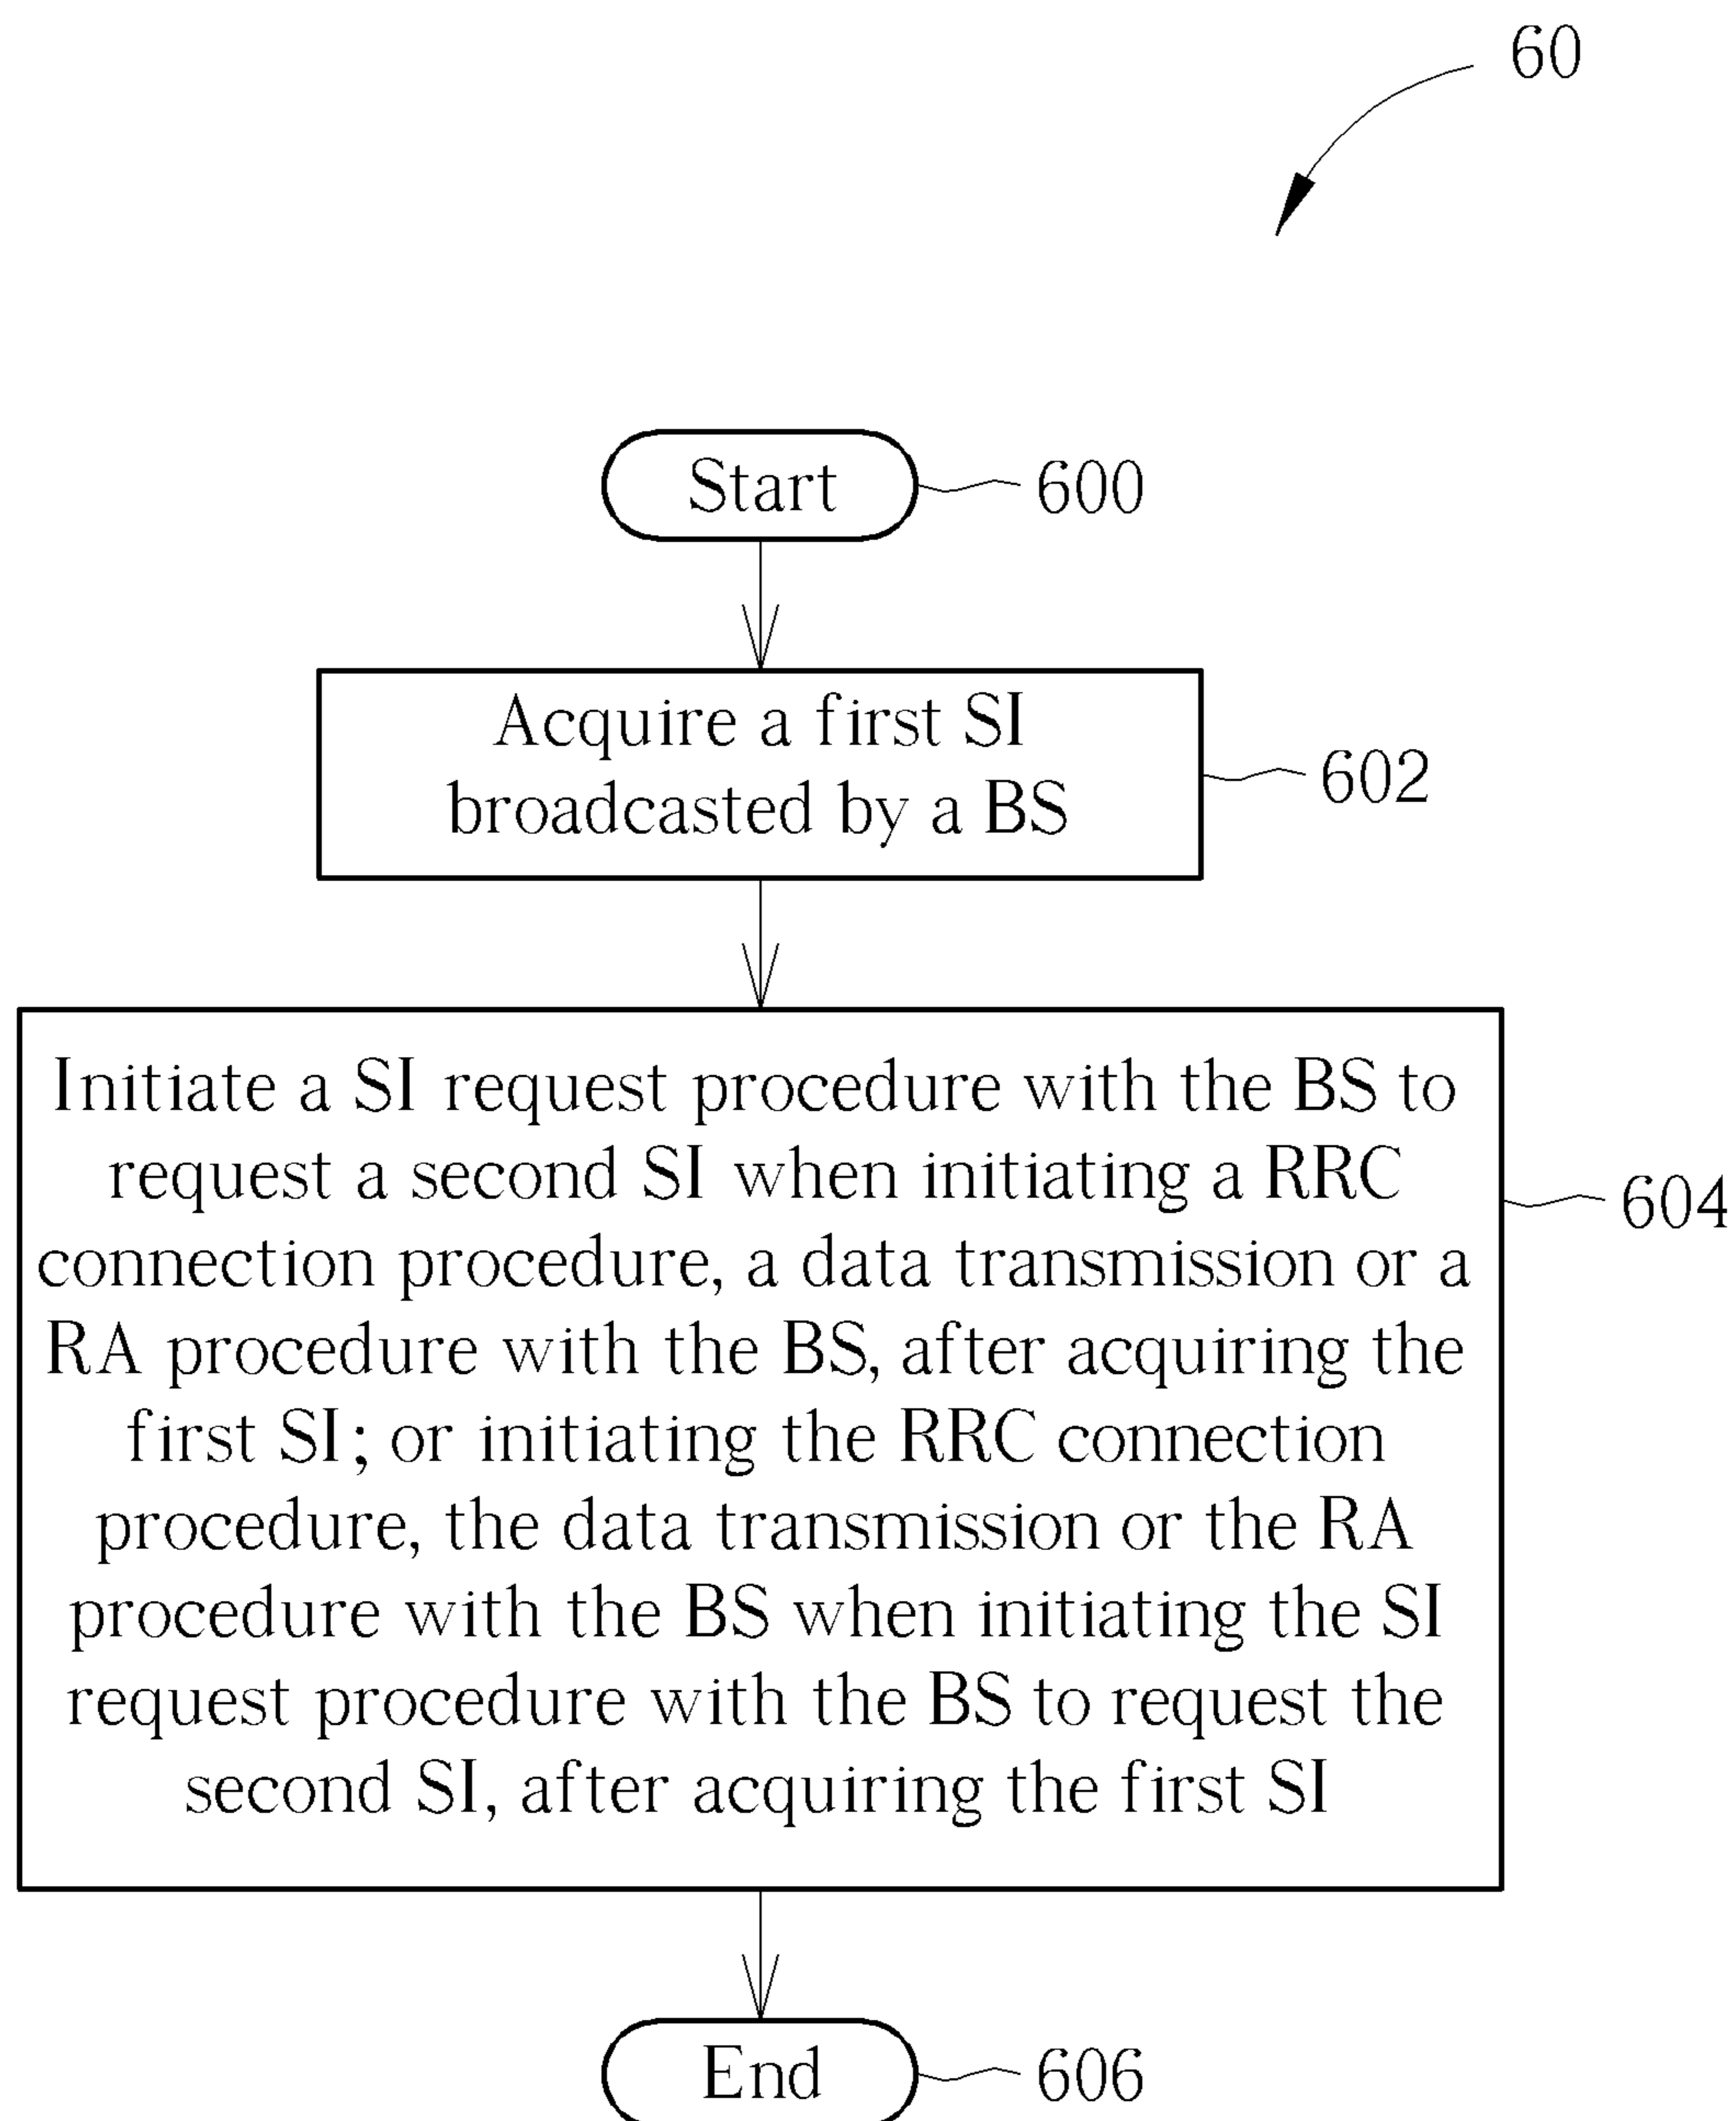 60
Start
600
Acquire a first SI
broadcasted by a BS
602
Initiate a SI request procedure with the BS to
request a second SI when initiating a RRC
connection procedure, a data transmission or a
RA procedure with the BS, after acquiring the
first SI; or initiating the RRC connection
procedure, the data transmission or the RA
procedure with the BS when initiating the SI
request procedure with the BS to request the
second SI, after acquiring the first SI
604
End
606